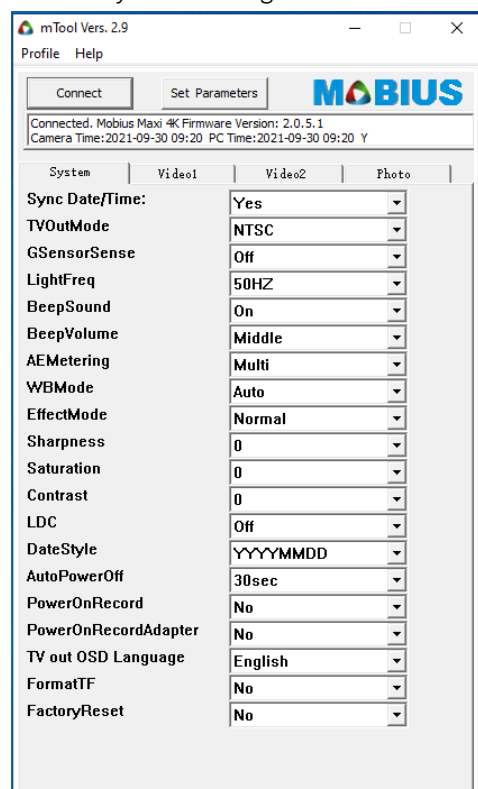 mTool Vers. 2.9
Profile Help
Connect Set Parameters MOBIUS
Connected. Mobius Maxi 4K Firmware Version: 2.0.5.1
Camera Time:2021-09-30 09:20 PC Time:2021-09-30 09:20 Y
System Video1 Video2 Photo
Sync Date/Time: Yes
TVOutMode NTSC
GSensorSense Off
LightFreq 50HZ
BeepSound On
BeepVolume Middle
AEMetering Multi
WBMode Auto
EffectMode Normal
Sharpness 0
Saturation 0
Contrast 0
LDC Off
DateStyle YYYYMMDD
AutoPowerOff 30sec
PowerOnRecord No
PowerOnRecordAdapter No
TV out OSD Language English
FormatTF No
FactoryReset No